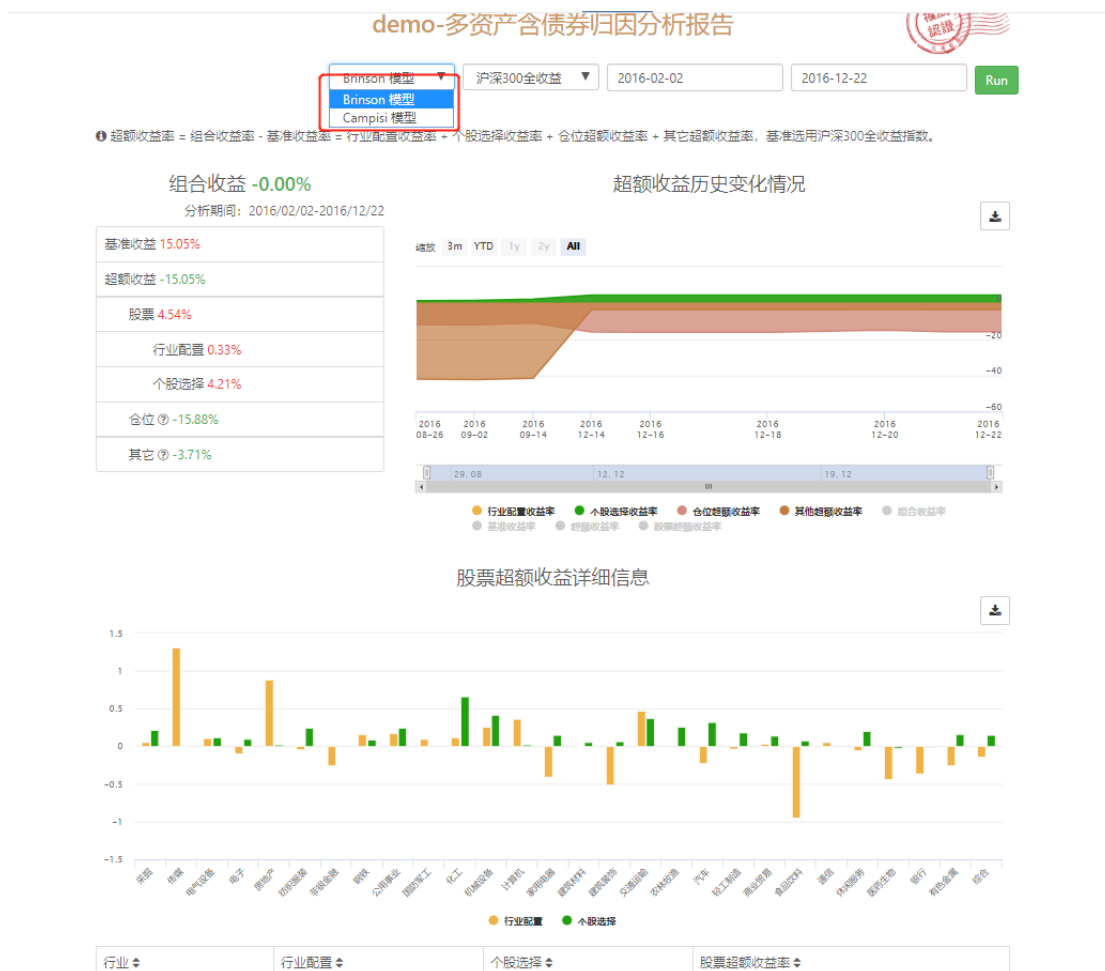 demo-多资产含债券归因分析报告
Brinson 模型 ▼ 沪深300全收益 ▼ 2016-02-02 2016-12-22 Run
Brinson 模型
Campisi 模型
超额收益率 = 组合收益率 - 基准收益率 = 行业配置收益率 + 个股选择收益率 + 仓位超额收益率 + 其它超额收益率，基准选用沪深300全收益指数。
组合收益 -0.00%
分析期间：2016/02/02-2016/12/22
基准收益 15.05%
超额收益 -15.05%
股票 4.54%
行业配置 0.33%
个股选择 4.21%
仓位 -15.88%
其它 -3.71%
超额收益历史变化情况
缩放 3m YTD 1y 2y All
0
-20
-40
-60
2016 08-26
2016 09-02
2016 09-14
2016 12-14
2016 12-16
2016 12-18
2016 12-20
2016 12-22
29.08 12.12 19.12
行业配置收益率 个股选择收益率 仓位超额收益率 其他超额收益率 组合收益率
基准收益率 超额收益率 股票超额收益率
股票超额收益详细信息
1.5
1
0.5
0
-0.5
-1
-1.5
采掘 传媒 电气设备 电子 房地产 纺织服装 非银金融 钢铁 公用事业 国防军工 化工 机械设备 计算机 家用电器 建筑材料 建筑装饰 交通运输 农林牧渔 汽车 轻工制造 商业贸易 食品饮料 通信 休闲服务 医药生物 银行 有色金属 综合
行业配置 个股选择
行业 行业配置 个股选择 股票超额收益率